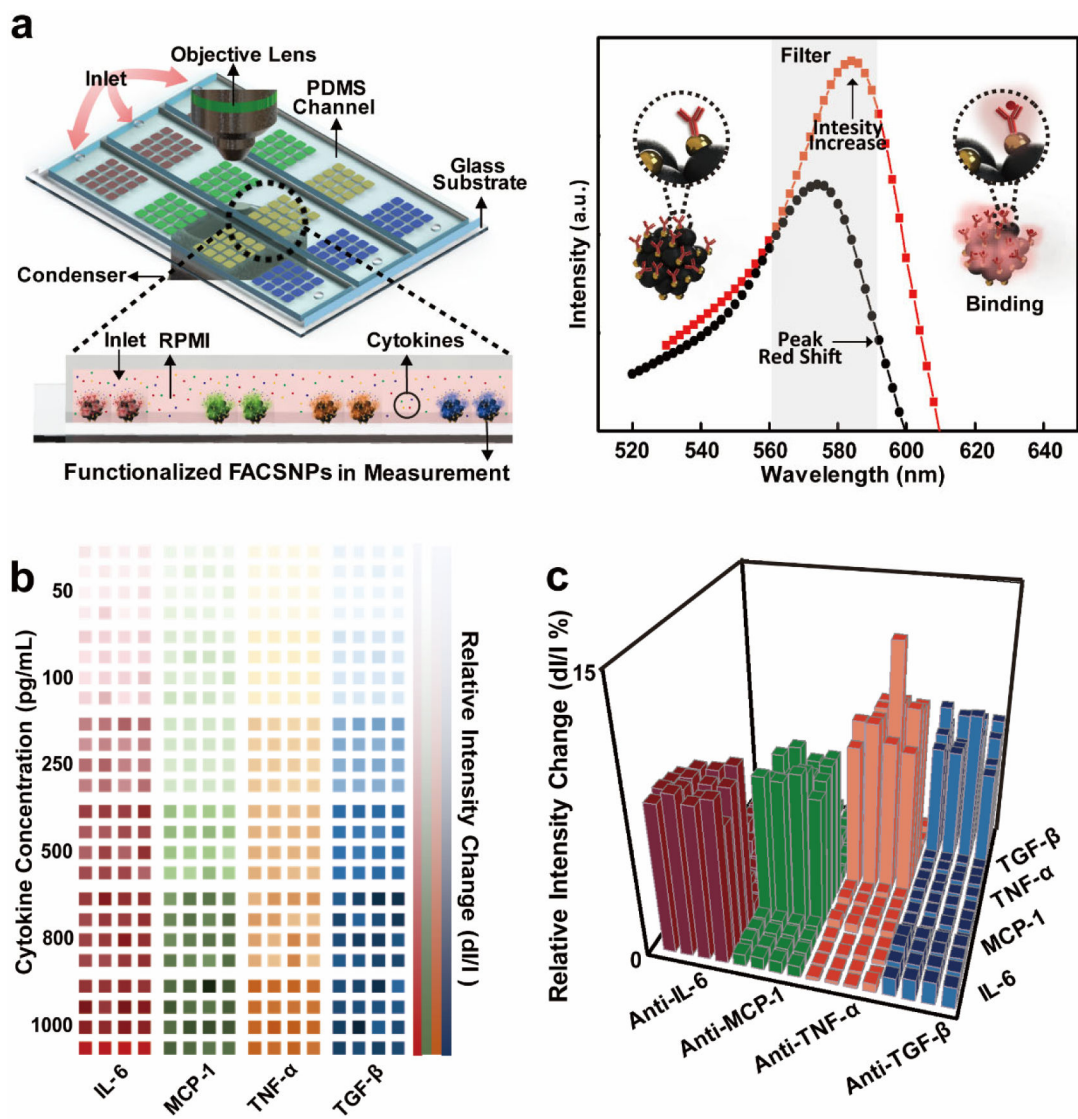 a
Objective Lens
Inlet
PDMS
Channel
Glass
Substrate
Condenser
Inlet
RPMI
Cytokines
Functionalized FACSNPs in Measurement
Filter
Intesity
Increase
Binding
Peak
Red Shift
Intensity (a.u.)
520 540 560 580 600 620 640
Wavelength (nm)
b
Cytokine Concentration (pg/mL)
50
100
250
500
800
1000
IL-6
MCP-1
TNF-α
TGF-β
Relative Intensity Change (dI/I)
c
Relative Intensity Change (dI/I %)
15
0
Anti-IL-6
Anti-MCP-1
Anti-TNF-α
Anti-TGF-β
TGF-β
TNF-α
MCP-1
IL-6